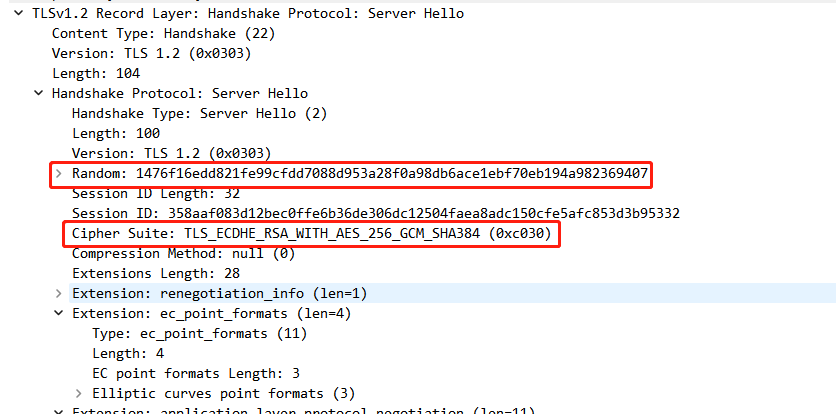 TLSv1.2 Record Layer: Handshake Protocol: Server Hello
Content Type: Handshake (22)
Version: TLS 1.2 (0x0303)
Length: 104
Handshake Protocol: Server Hello
Handshake Type: Server Hello (2)
Length: 100
Version: TLS 1.2 (0x0303)
Random: 1476f16edd821fe99cfdd7088d953a28f0a98db6ace1ebf70eb194a982369407
Session ID Length: 32
Session ID: 358aaf083d12bec0ffe6b36de306dc12504faea8adc150cfe5afc853d3b95332
Cipher Suite: TLS_ECDHE_RSA_WITH_AES_256_GCM_SHA384 (0xc030)
Compression Method: null (0)
Extensions Length: 28
Extension: renegotiation_info (len=1)
Extension: ec_point_formats (len=4)
Type: ec_point_formats (11)
Length: 4
EC point formats Length: 3
Elliptic curves point formats (3)
Extension: application_layer_protocol_negotiation (len=11)